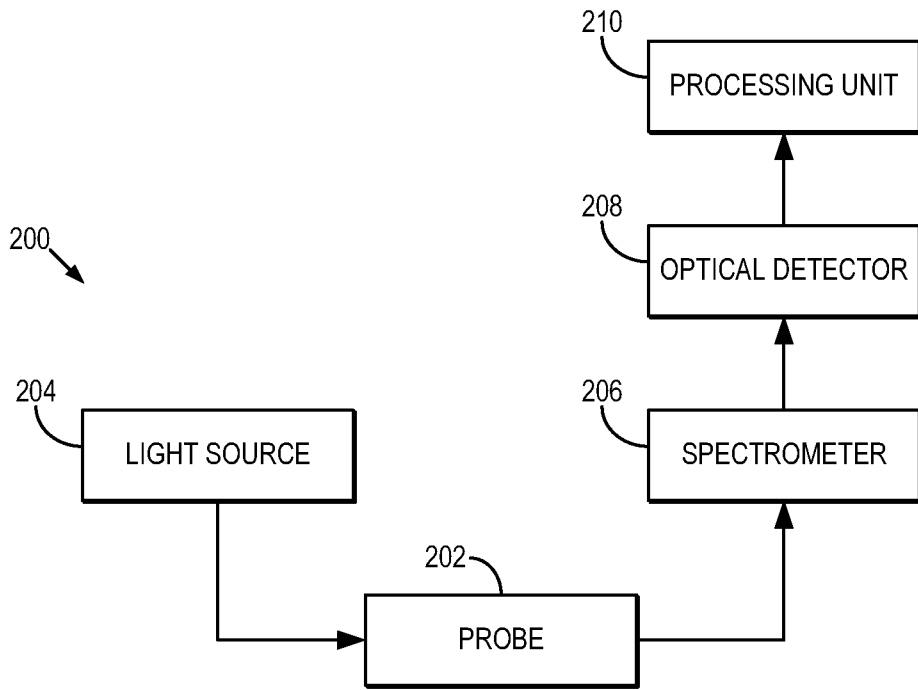 210
PROCESSING UNIT
208
OPTICAL DETECTOR
200
204
LIGHT SOURCE
206
SPECTROMETER
202
PROBE